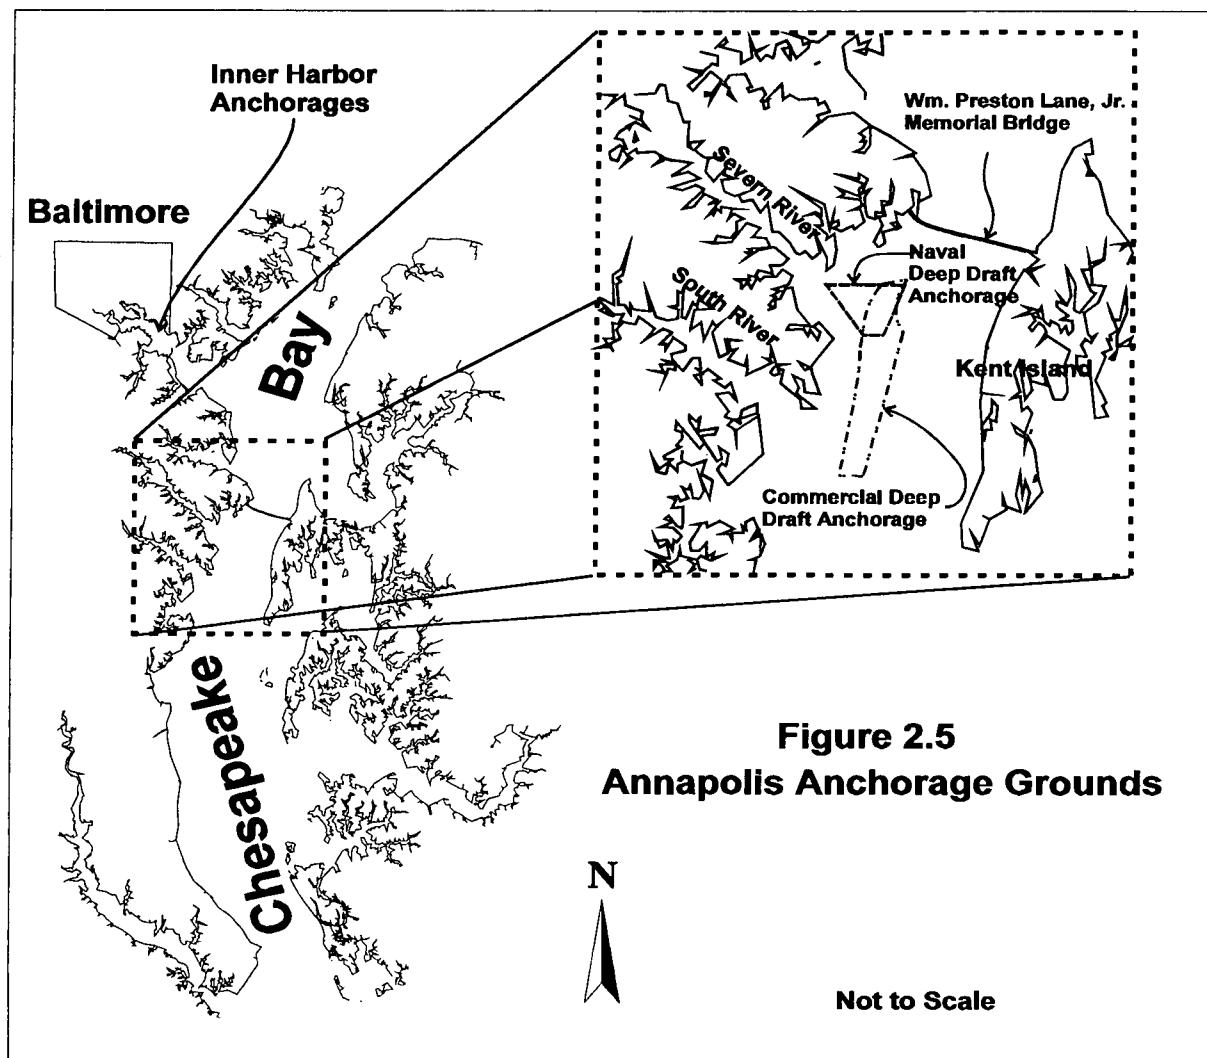 Inner Harbor
Anchorages
Baltimore
Bay
Chesapeake
Wm. Preston Lane, Jr.
Memorial Bridge
Severn River
Naval
Deep Draft
Anchorage
South River
Kent Island
Commercial Deep
Draft Anchorage
Figure 2.5
Annapolis Anchorage Grounds
N
Not to Scale